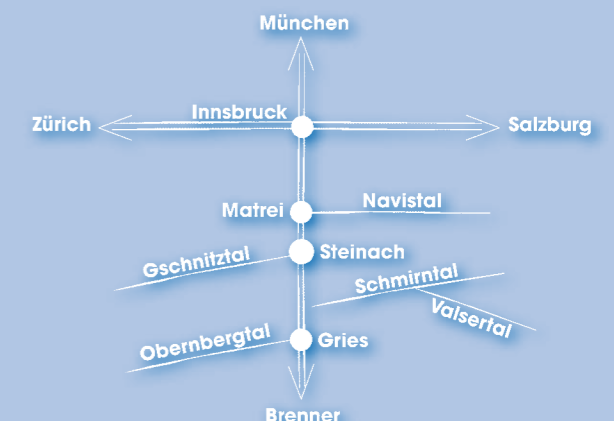 München
Innsbruck
Zürich
Salzburg
Matrei
Navistal
Steinach
Gschnitztal
Schmirntal
Valsertal
Obernbergtal
Gries
Brenner